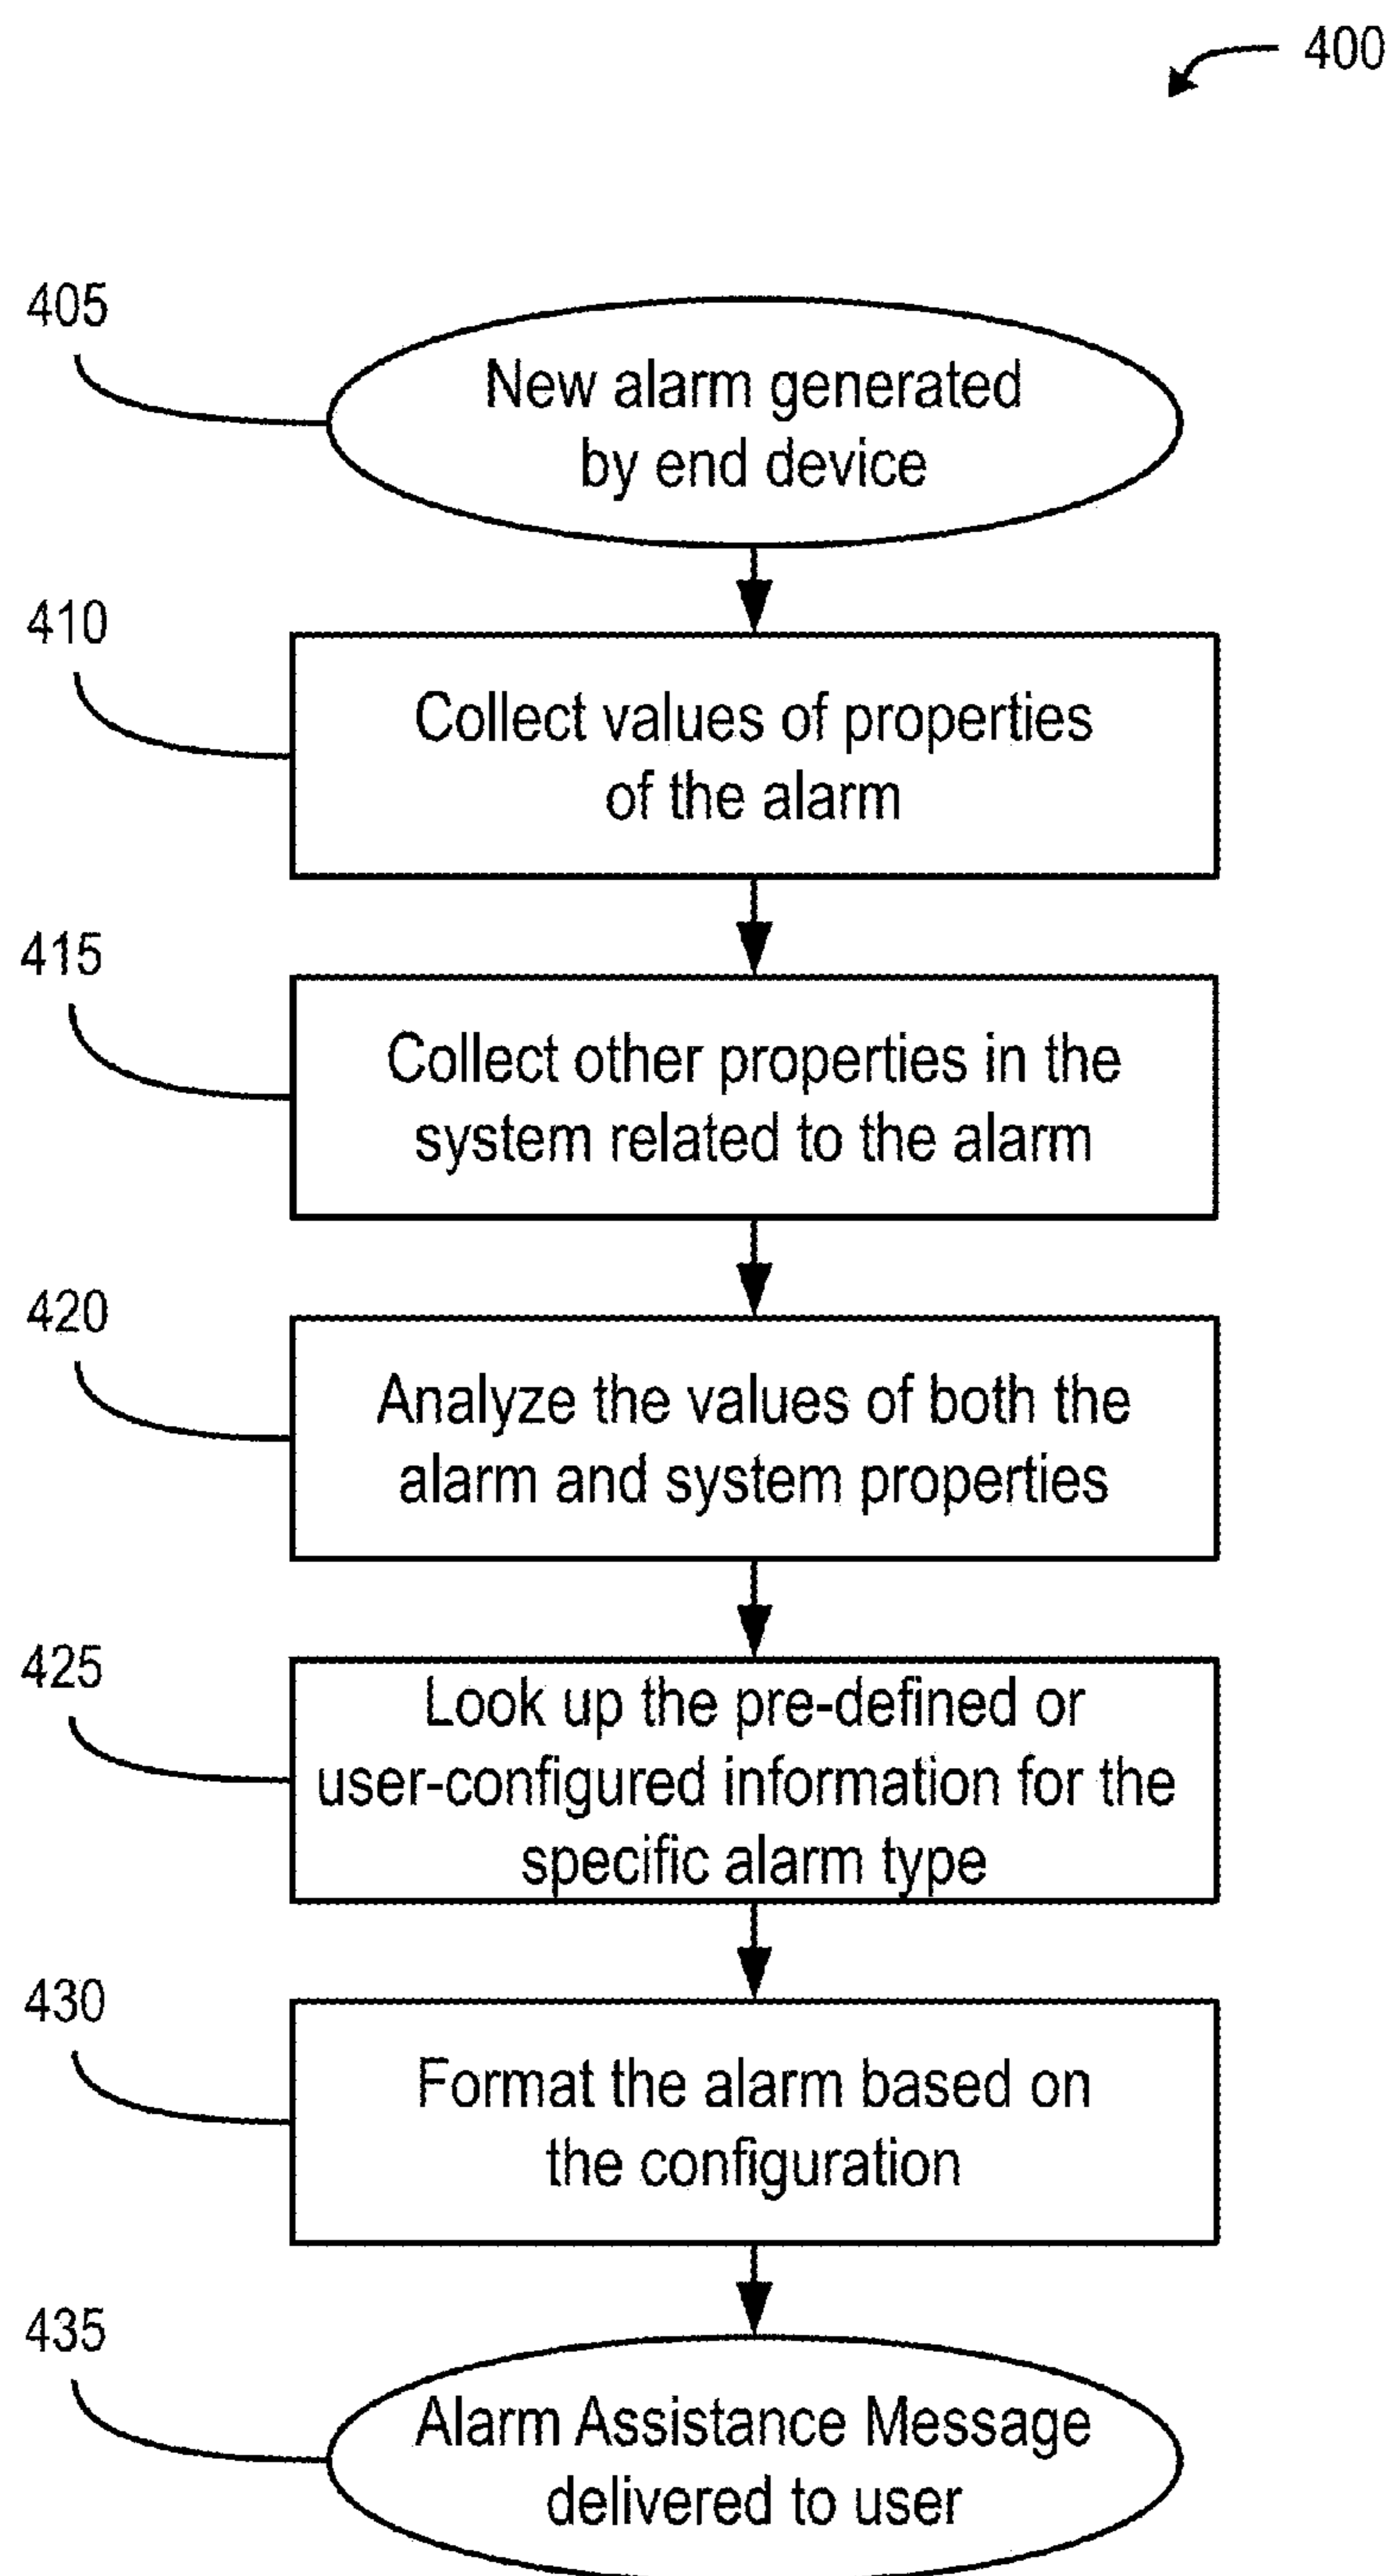 400
405
New alarm generated
by end device
410
Collect values of properties
of the alarm
415
Collect other properties in the
system related to the alarm
420
Analyze the values of both the
alarm and system properties
425
Look up the pre-defined or
user-configured information for the
specific alarm type
430
Format the alarm based on
the configuration
435
Alarm Assistance Message
delivered to user